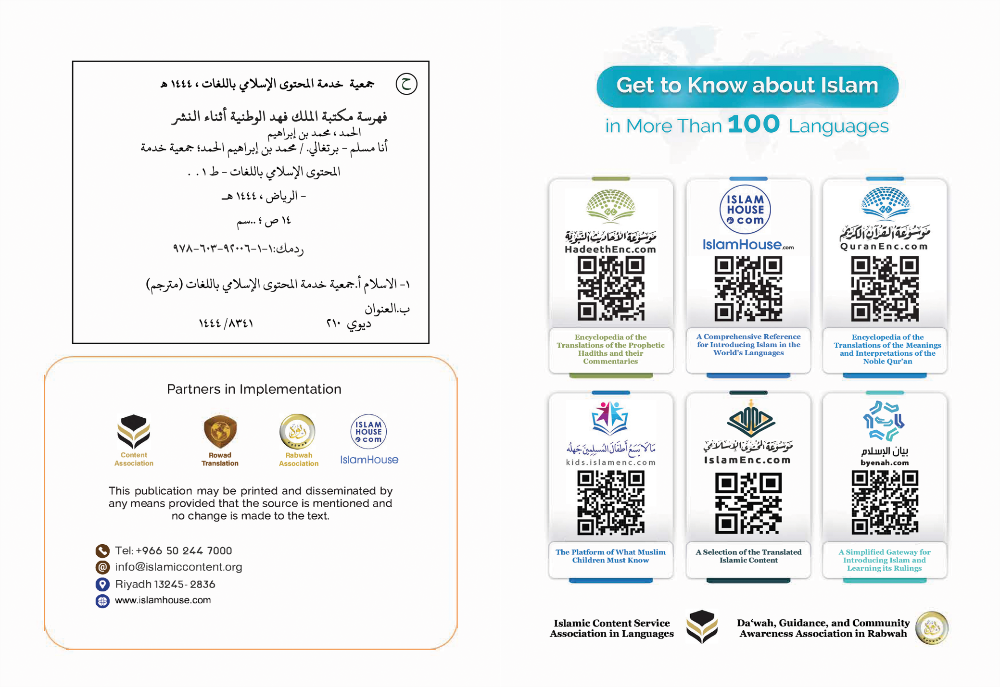 ح
جمعية خدمة المحتوى الإسلامي باللغات ، ١٤٤٤ هـ
فهرسة مكتبة الملك فهد الوطنية أثناء النشر
الحمد ، محمد بن إبراهيم
أنا مسلم - برتغالي. / محمد بن إبراهيم الحمد؛ جمعية خدمة
المحتوى الإسلامي باللغات - ط ١ . .
- الرياض ، ١٤٤٤ هـ
١٤ ص ؛ ..سم
ردمك:١-١-٩٢٠٠٦-٦٠٣-٩٧٨
١- الاسلام أ.جمعية خدمة المحتوى الإسلامي باللغات (مترجم)
ب.العنوان
ديوي ٢١٠ ١٤٤٤/٨٣٤١
Partners in Implementation
Content
Association
Rowad
Translation
Rabwah
Rabwah
Association
ISLAM
HOUSE
com
IslamHouse
This publication may be printed and disseminated by
any means provided that the source is mentioned and
no change is made to the text.
Tel: +966 50 244 7000
info@islamiccontent.org
Riyadh 13245- 2836
www.islamhouse.com
Get to Know about Islam
in More Than 100 Languages
موسوعة الأحاديث النبوية
HadeethEnc.com
Encyclopedia of the
Translations of the Prophetic
Hadīths and their
Commentaries
ISLAM
HOUSE
com
IslamHouse.com
A Comprehensive Reference
for Introducing Islam in the
World's Languages
موسوعة القرآن الكريم
QuranEnc.com
Encyclopedia of the
Translations of the Meanings
and Interpretations of the
Noble Qur'an
مَا لَا يَسَعُ أَطْفَالَ المُسلِمِينَ جَهلُه
kids.islamenc.com
The Platform of What Muslim
Children Must Know
موسوعة المحتوى الإسلامي
IslamEnc.com
A Selection of the Translated
Islamic Content
بيان الإسلام
byenah.com
A Simplified Gateway for
Introducing Islam and
Learning its Rulings
Islamic Content Service
Association in Languages
Da‘wah, Guidance, and Community
Awareness Association in Rabwah
Rabwah